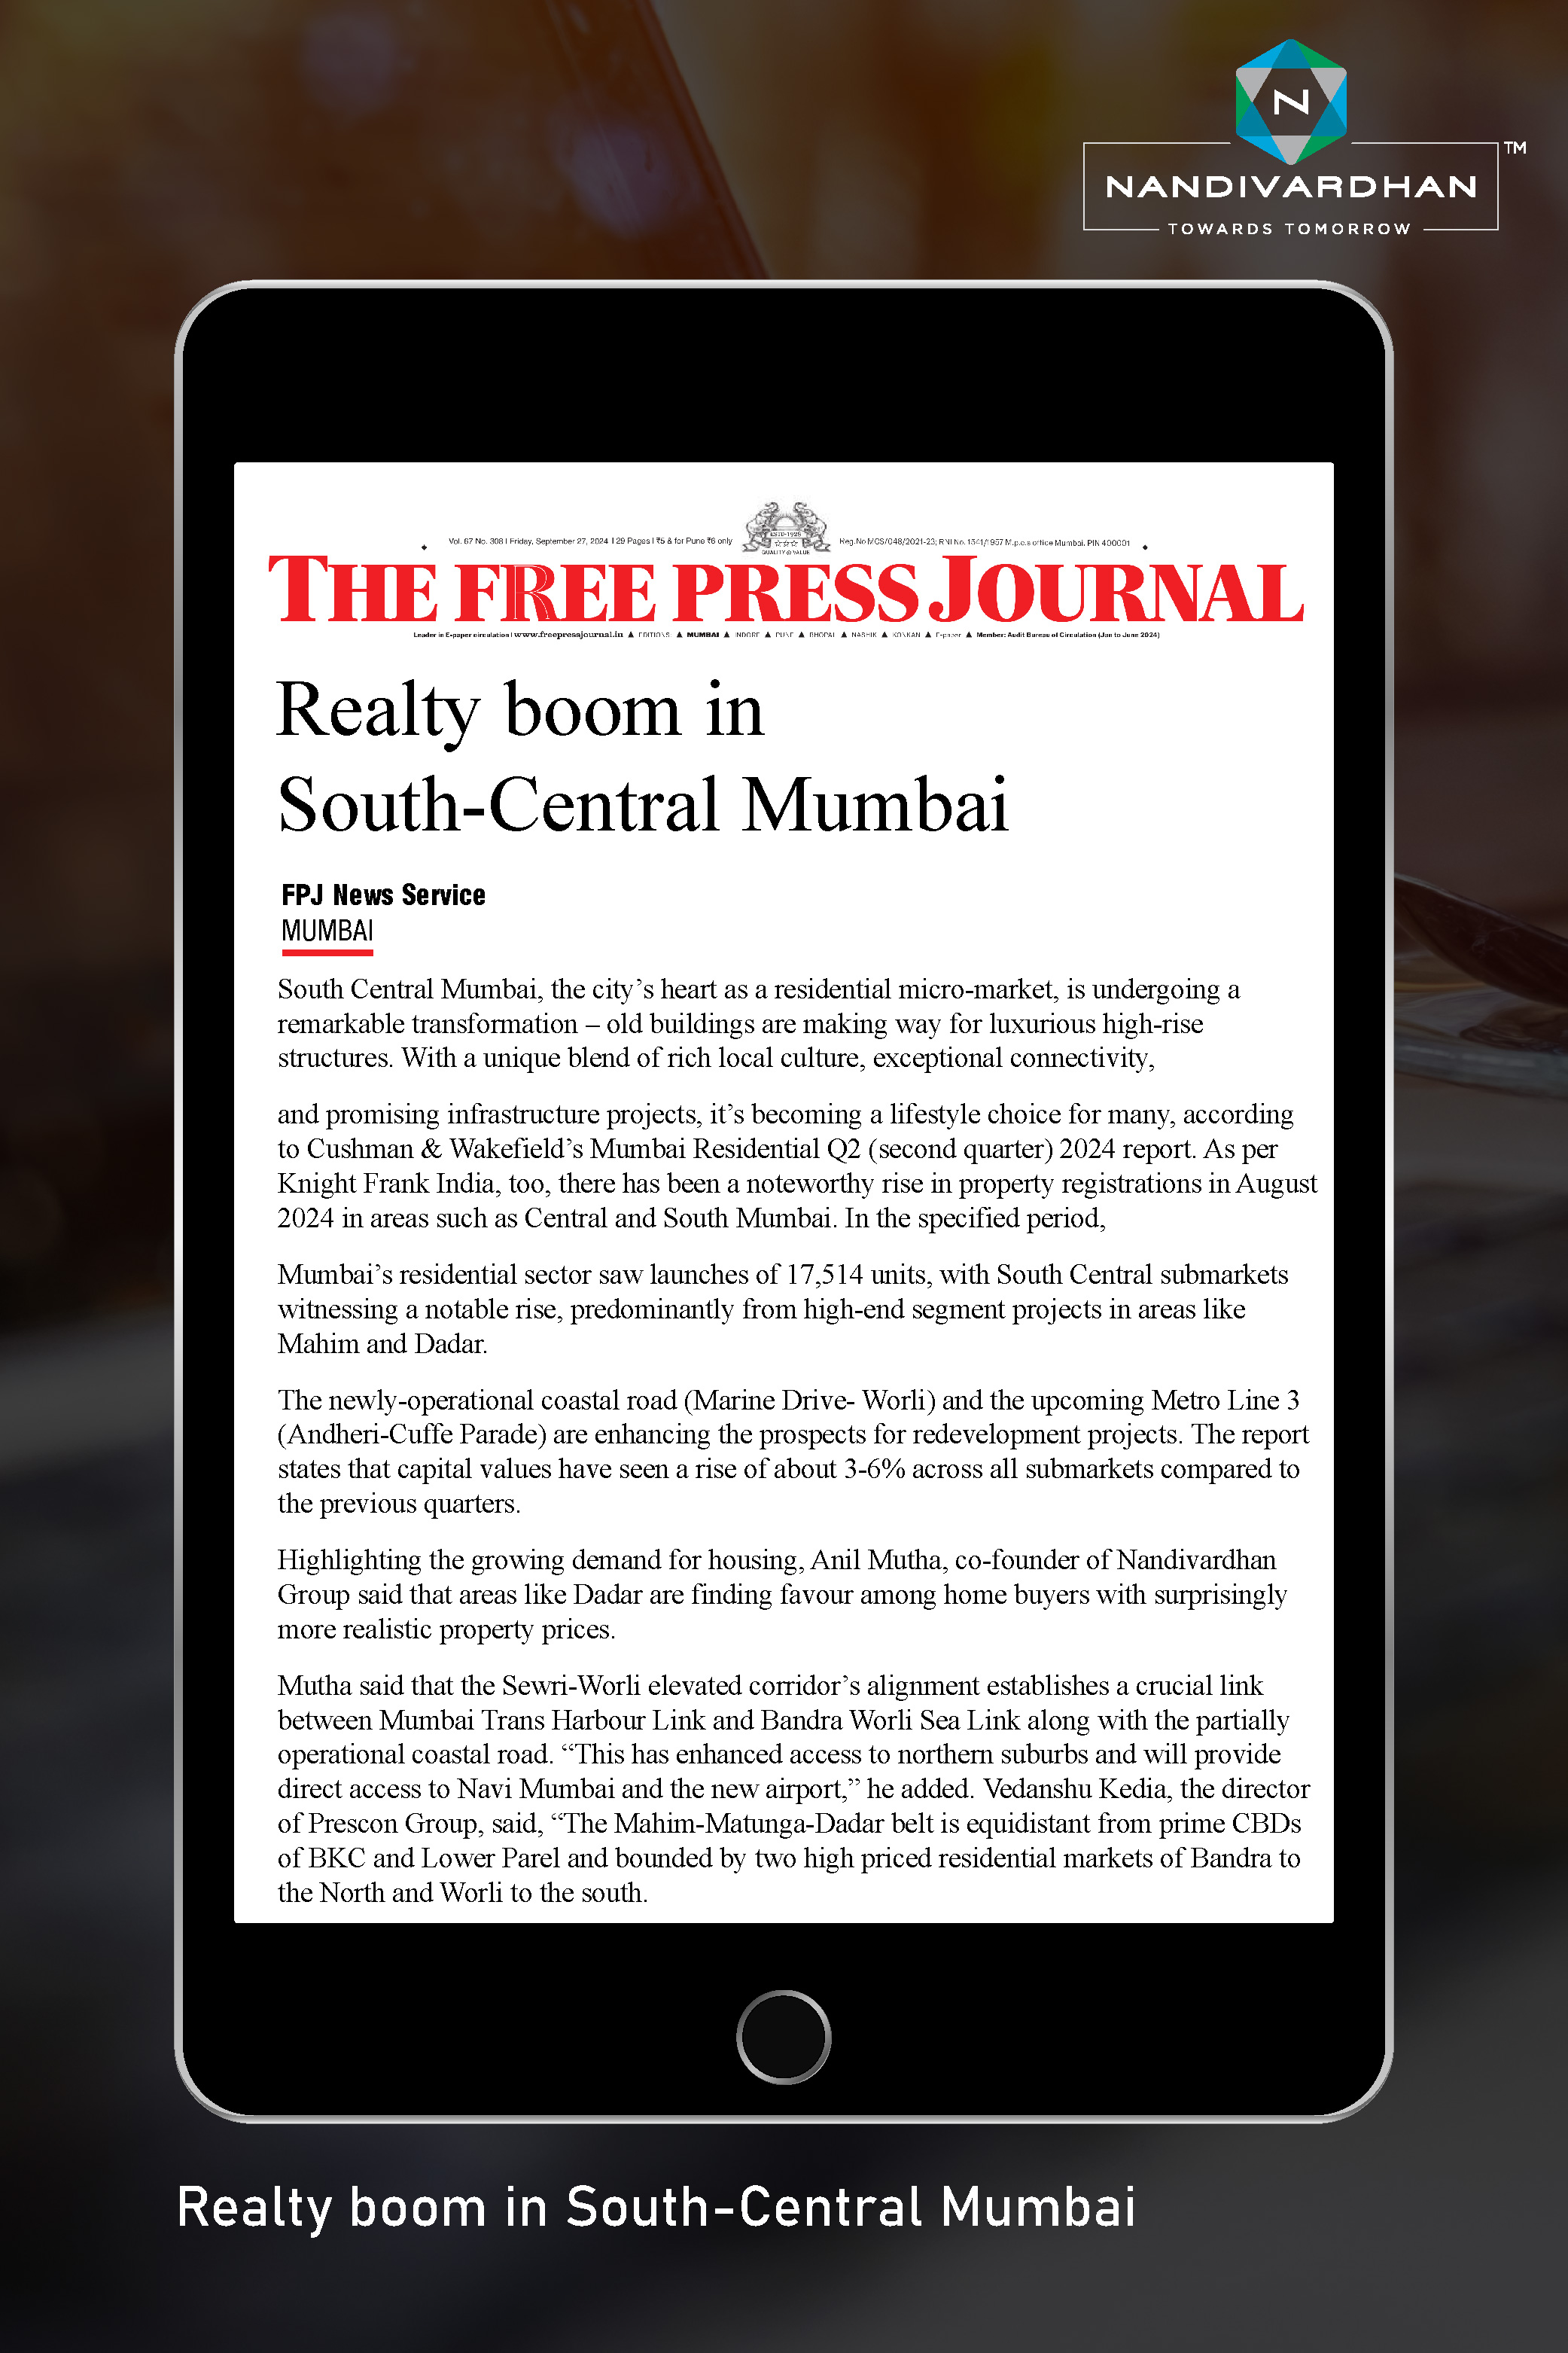 N
NANDIVARDHAN
TM
TOWARDS TOMORROW
Vol. 67 No. 308 I Friday, September 27, 2024 I 29 Pages I ₹5 & for Pune ₹6 only
ESTD-1928
QUALITY @ VALUE
Reg.No MCS/048/2021-23; RNI No. 1541/1957 M.p.c.s office Mumbai. PIN 400001
THE FREE PRESS JOURNAL
Leader in E-paper circulation I www.freepressjournal.in ▲ EDITIONS: ▲ MUMBAI ▲ INDORE ▲ PUNE ▲ BHOPAL ▲ NASHIK ▲ KONKAN ▲ E-paper ▲ Member: Audit Bureau of Circulation (Jan to June 2024)
Realty boom in
South-Central Mumbai
FPJ News Service
MUMBAI
South Central Mumbai, the city’s heart as a residential micro-market, is undergoing a
remarkable transformation – old buildings are making way for luxurious high-rise
structures. With a unique blend of rich local culture, exceptional connectivity,
and promising infrastructure projects, it’s becoming a lifestyle choice for many, according
to Cushman & Wakefield’s Mumbai Residential Q2 (second quarter) 2024 report. As per
Knight Frank India, too, there has been a noteworthy rise in property registrations in August
2024 in areas such as Central and South Mumbai. In the specified period,
Mumbai’s residential sector saw launches of 17,514 units, with South Central submarkets
witnessing a notable rise, predominantly from high-end segment projects in areas like
Mahim and Dadar.
The newly-operational coastal road (Marine Drive- Worli) and the upcoming Metro Line 3
(Andheri-Cuffe Parade) are enhancing the prospects for redevelopment projects. The report
states that capital values have seen a rise of about 3-6% across all submarkets compared to
the previous quarters.
Highlighting the growing demand for housing, Anil Mutha, co-founder of Nandivardhan
Group said that areas like Dadar are finding favour among home buyers with surprisingly
more realistic property prices.
Mutha said that the Sewri-Worli elevated corridor’s alignment establishes a crucial link
between Mumbai Trans Harbour Link and Bandra Worli Sea Link along with the partially
operational coastal road. “This has enhanced access to northern suburbs and will provide
direct access to Navi Mumbai and the new airport,” he added. Vedanshu Kedia, the director
of Prescon Group, said, “The Mahim-Matunga-Dadar belt is equidistant from prime CBDs
of BKC and Lower Parel and bounded by two high priced residential markets of Bandra to
the North and Worli to the south.
Realty boom in South-Central Mumbai